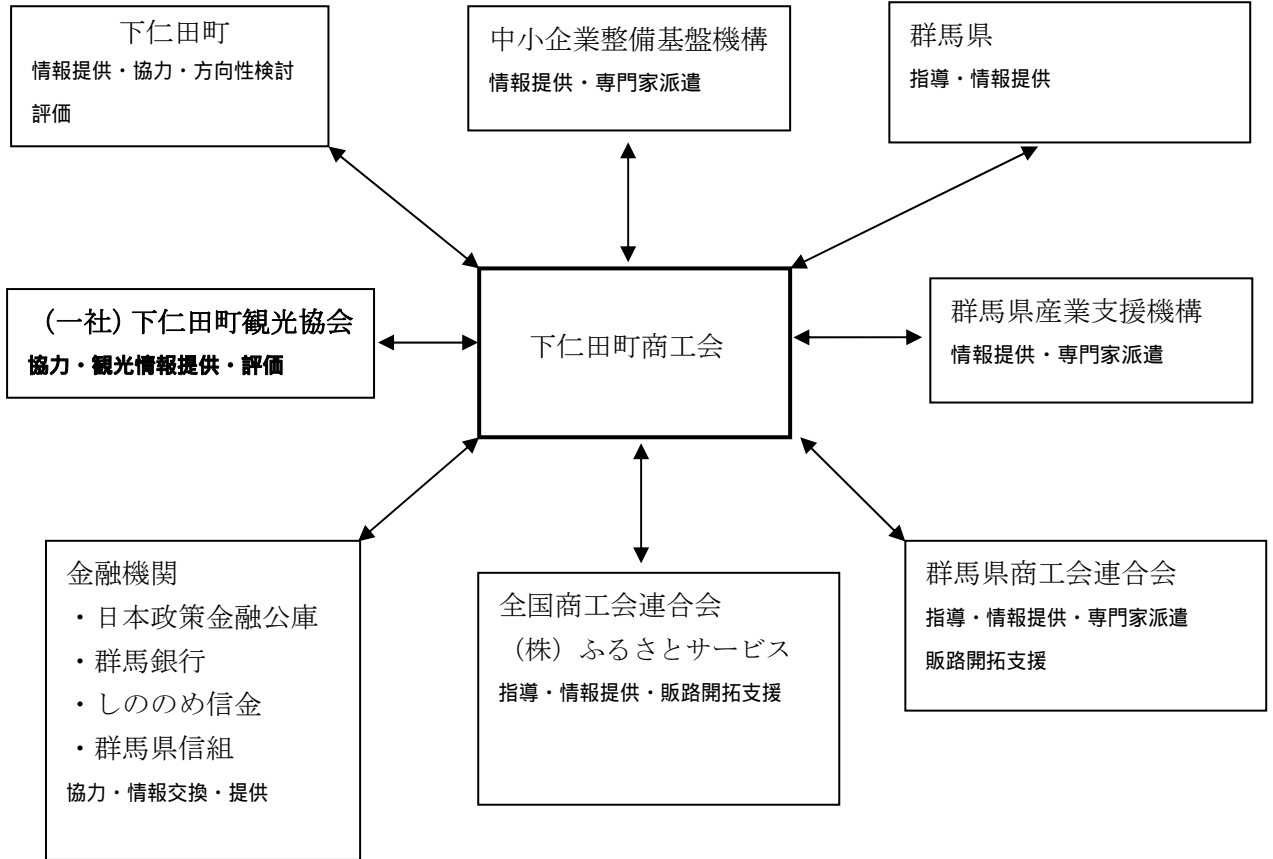 下仁田町
情報提供・協力・方向性検討
評価
中小企業整備基盤機構
情報提供・専門家派遣
群馬県
指導・情報提供
(一社)下仁田町観光協会
協力・観光情報提供・評価
下仁田町商工会
群馬県産業支援機構
情報提供・専門家派遣
金融機関
・日本政策金融公庫
・群馬銀行
・しののめ信金
・群馬県信組
協力・情報交換・提供
全国商工会連合会
（株）ふるさとサービス
指導・情報提供・販路開拓支援
群馬県商工会連合会
指導・情報提供・専門家派遣
販路開拓支援